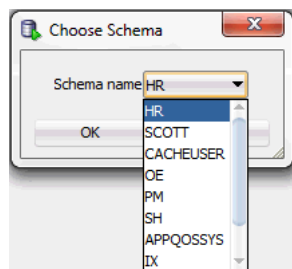 Choose Schema
Schema name HR
HR
OK SCOTT
CACHEUSER
OE
PM
SH
APPQOSSYS
IX